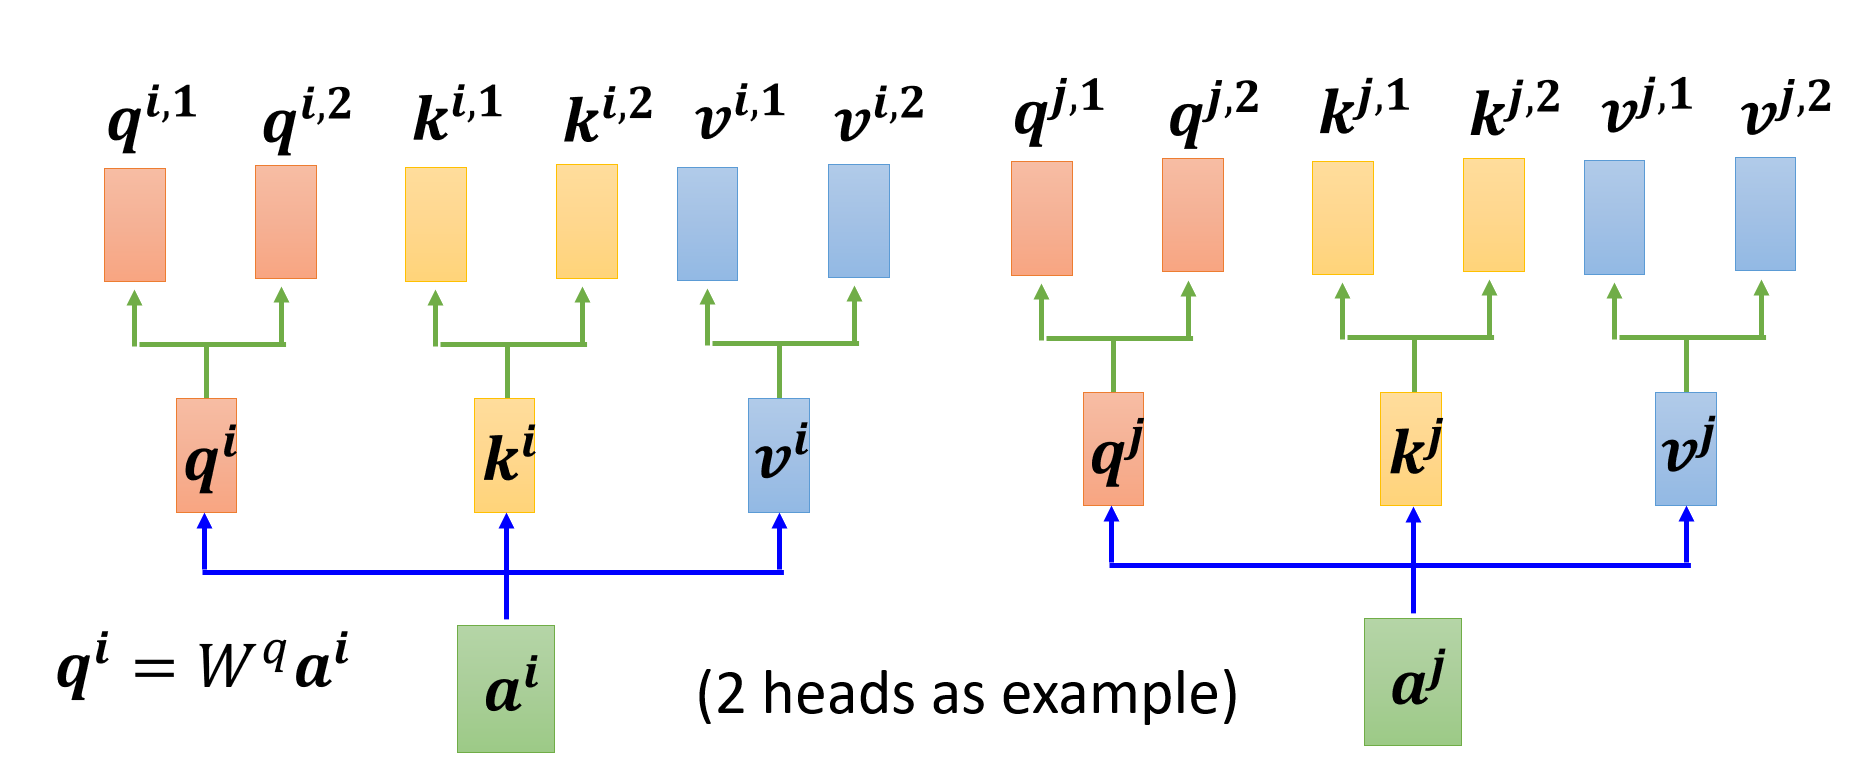 q^{i,1} q^{i,2} k^{i,1} k^{i,2} v^{i,1} v^{i,2} q^{j,1} q^{j,2} k^{j,1} k^{j,2} v^{j,1} v^{j,2}
q^i k^i v^i q^j k^j v^j
q^i = W^q a^i
a^i
(2 heads as example)
a^j